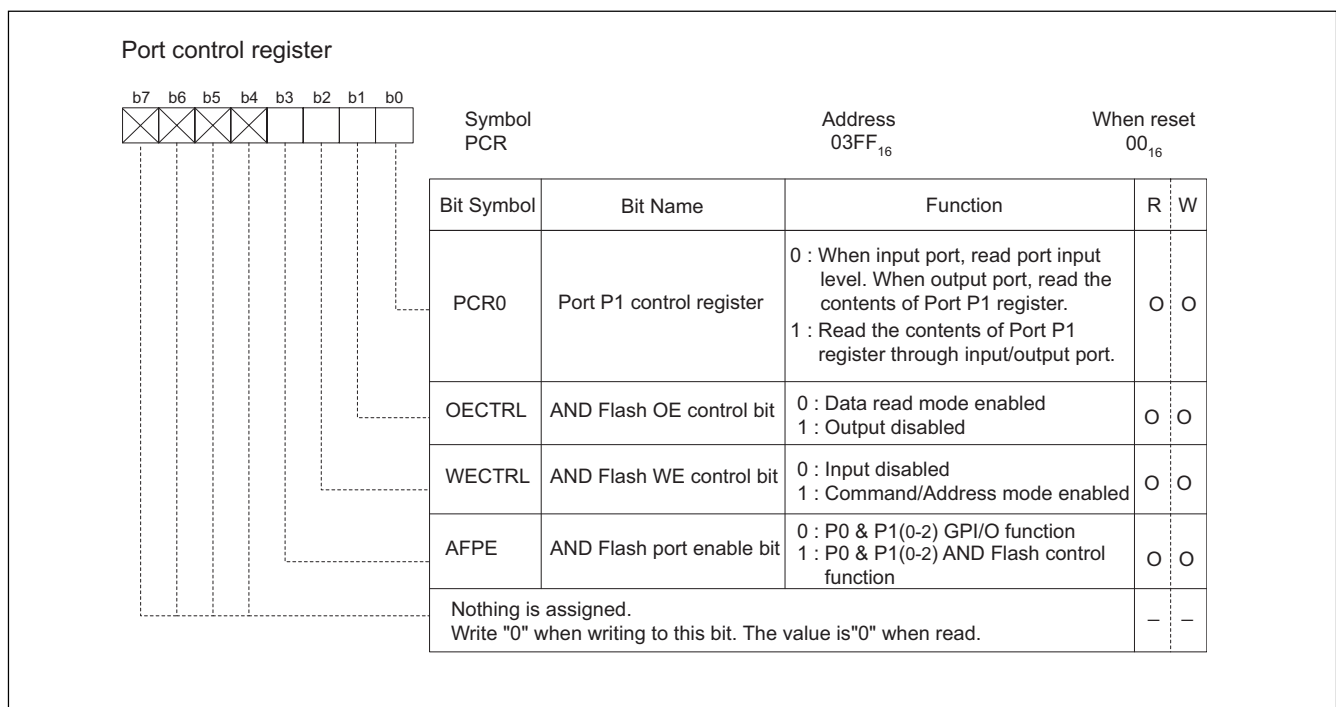 Port control register
b7 b6 b5 b4 b3 b2 b1 b0
Symbol Address When reset
PCR 03FF16 0016
Bit Symbol Bit Name Function R W
PCR0 Port P1 control register
0 : When input port, read port input
level. When output port, read the
contents of Port P1 register.
1 : Read the contents of Port P1
register through input/output port.
O O
OECTRL AND Flash OE control bit
0 : Data read mode enabled
1 : Output disabled
O O
WECTRL AND Flash WE control bit
0 : Input disabled
1 : Command/Address mode enabled
O O
AFPE AND Flash port enable bit
0 : P0 & P1(0-2) GPI/O function
1 : P0 & P1(0-2) AND Flash control
function
O O
Nothing is assigned.
Write "0" when writing to this bit. The value is"0" when read.
– –